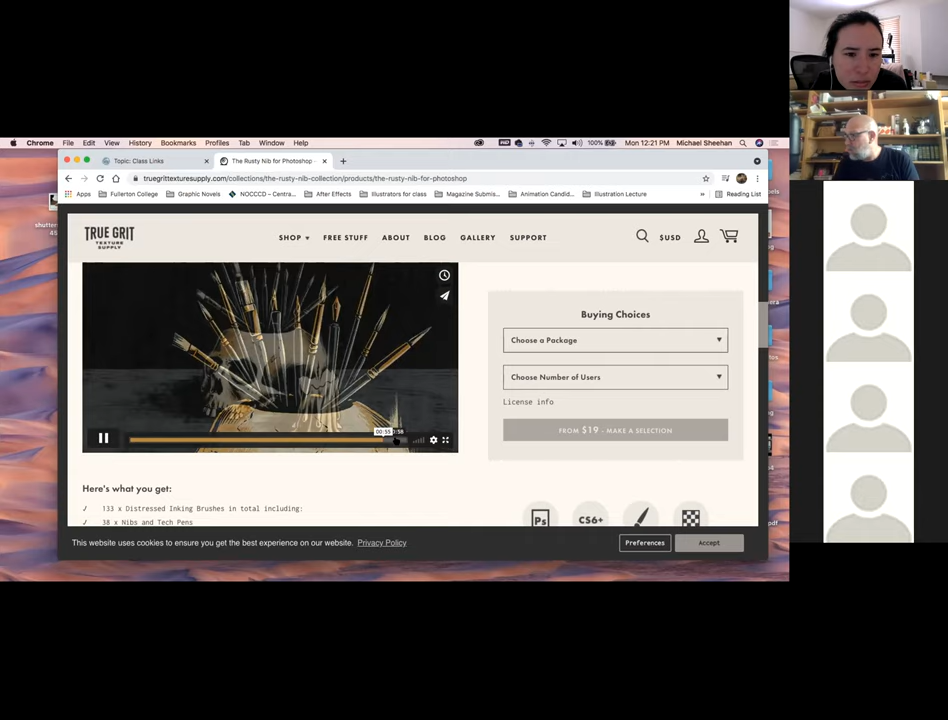 Chrome File Edit View History Bookmarks Profiles Tab Window Help 100% Mon 12:21 PM Michael Sheehan
Topic: Class Links
The Rusty Nib for Photoshop -
truegrittexturesupply.com/collections/the-rusty-nib-collection/products/the-rusty-nib-for-photoshop
Apps Fullerton College Graphic Novels NOCCCD - Central... After Effects Illustrators for class Magazine Submis... Animation Candid... Illustration Lecture » Reading List
shutter
TRUE GRIT
TEXTURE
SUPPLY
SHOP ▾ FREE STUFF ABOUT BLOG GALLERY SUPPORT $USD
Buying Choices
Choose a Package ▼
Choose Number of Users ▼
License info
FROM $19 - MAKE A SELECTION
00:55
Here's what you get:
✓ 133 x Distressed Inking Brushes in total including:
✓ 38 x Nibs and Tech Pens
Ps CS6+
This website uses cookies to ensure you get the best experience on our website. Privacy Policy
Preferences Accept
pdf